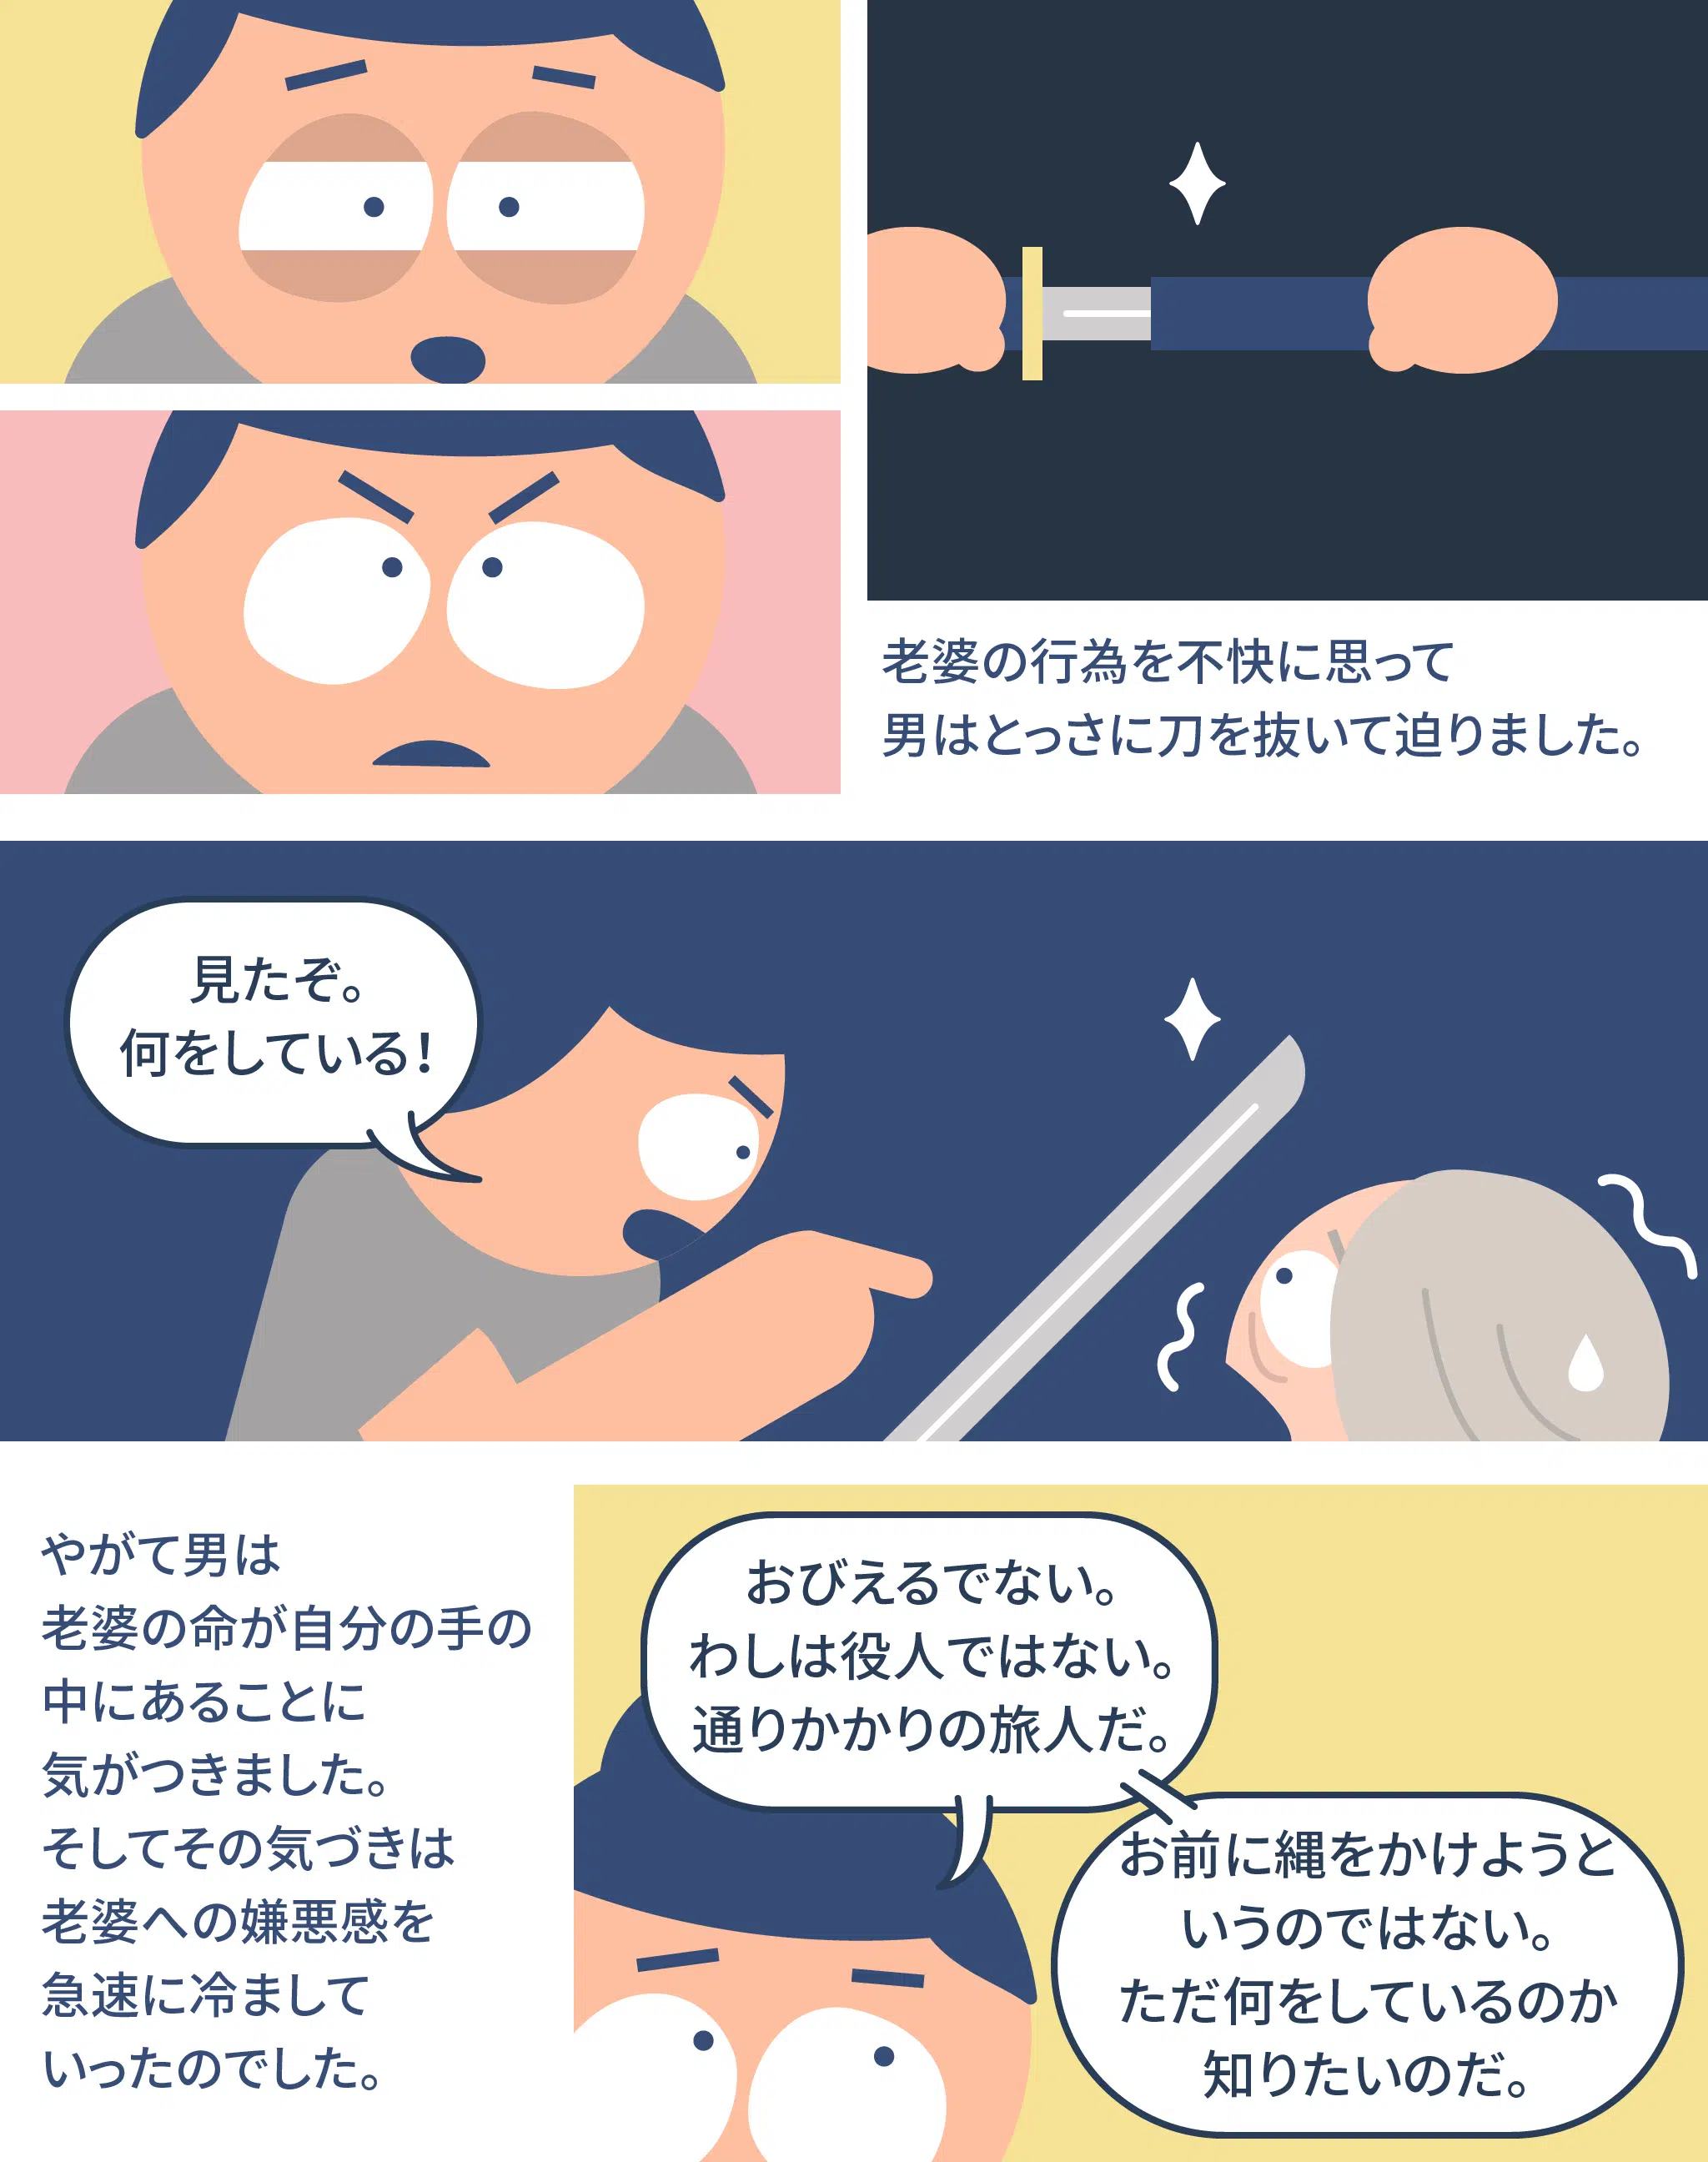 老婆の行為を不快に思って
男はとっさに刀を抜いて迫りました。
見たぞ。
何をしている！
やがて男は
老婆の命が自分の手の
中にあることに
気がつきました。
そしてその気づきは
老婆への嫌悪感を
急速に冷まして
いったのでした。
おびえるでない。
わしは役人ではない。
通りかかりの旅人だ。
お前に縄をかけようと
いうのではない。
ただ何をしているのか
知りたいのだ。